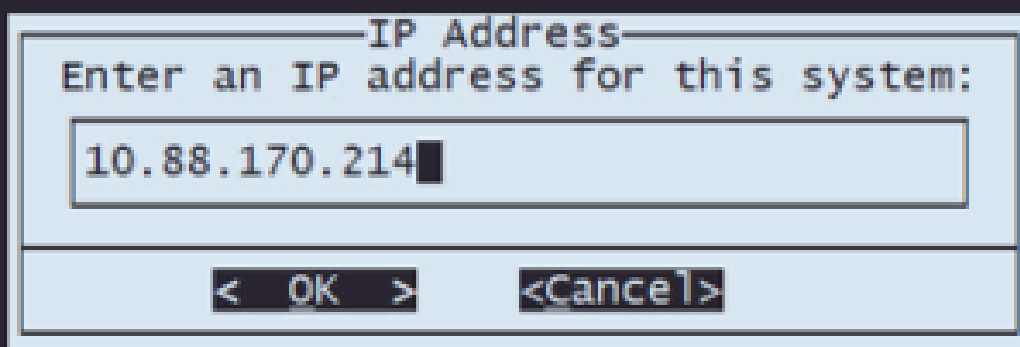 IP Address
Enter an IP address for this system:
10.88.170.214
< OK > <Cancel>